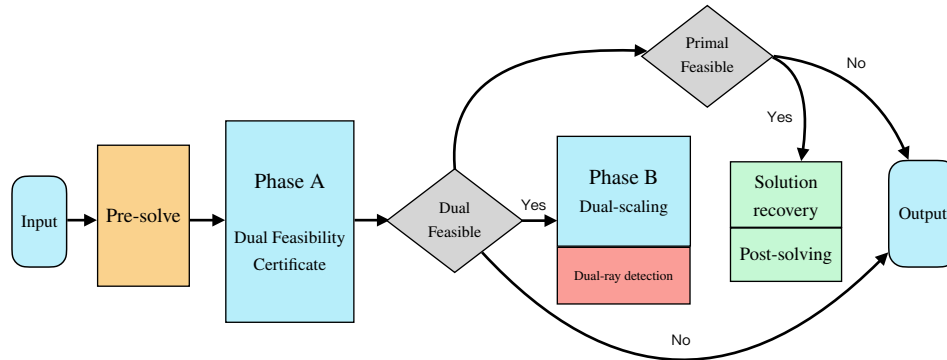 Input
Pre-solve
Phase A
Dual Feasibility
Certificate
Dual
Feasible
Yes
No
Phase B
Dual-scaling
Dual-ray detection
Primal
Feasible
Yes
No
Solution
recovery
Post-solving
Output